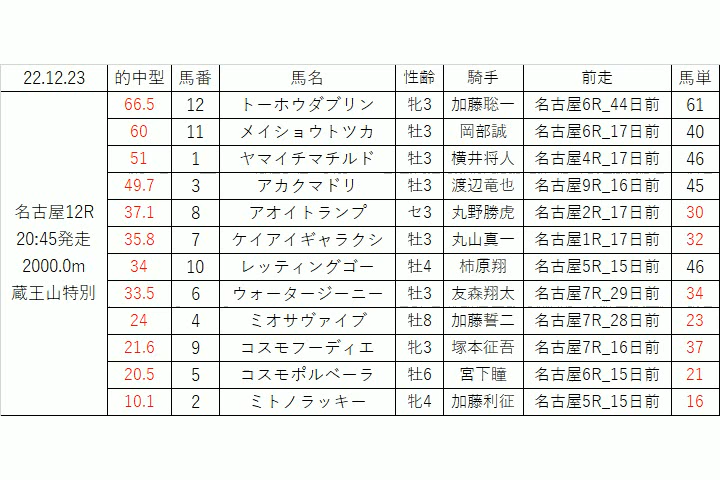 22.12.23 的中型 馬番 馬名 性齢 騎手 前走 馬単
66.5 12 トーホウダブリン 牝3 加藤聡一 名古屋6R_44日前 61
60 11 メイショウトツカ 牡3 岡部誠 名古屋6R_17日前 40
51 1 ヤマイチマチルド 牡3 横井将人 名古屋4R_17日前 46
49.7 3 アカクマドリ 牡3 渡辺竜也 名古屋9R_16日前 45
名古屋12R 37.1 8 アオイトランプ セ3 丸野勝虎 名古屋2R_17日前 30
20:45発走 35.8 7 ケイアイギャラクシ 牡3 丸山真一 名古屋1R_17日前 32
2000.0m 34 10 レッティングゴー 牡4 柿原翔 名古屋5R_15日前 46
蔵王山特別 33.5 6 ウォータージーニー 牡3 友森翔太 名古屋7R_29日前 34
24 4 ミオサヴァイブ 牡8 加藤誓二 名古屋7R_28日前 23
21.6 9 コスモフーディエ 牝3 塚本征吾 名古屋7R_16日前 37
20.5 5 コスモポルベーラ 牡6 宮下瞳 名古屋6R_15日前 21
10.1 2 ミトノラッキー 牝4 加藤利征 名古屋5R_15日前 16